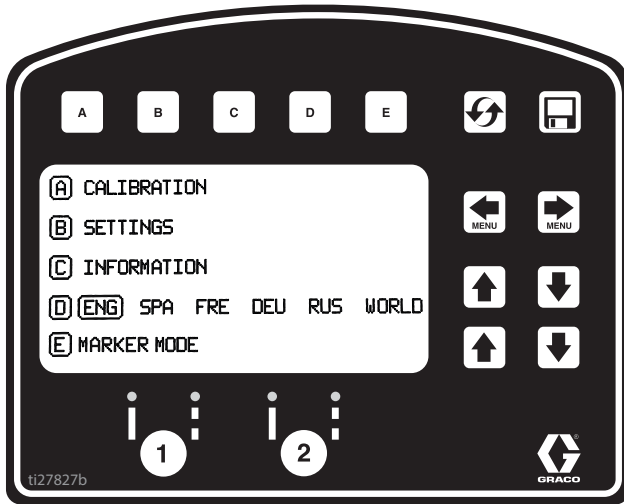 A B C D E
A CALIBRATION
MENU MENU
B SETTINGS
C INFORMATION
D ENG SPA FRE DEU RUS WORLD
E MARKER MODE
1 2
ti27827b
GRACO